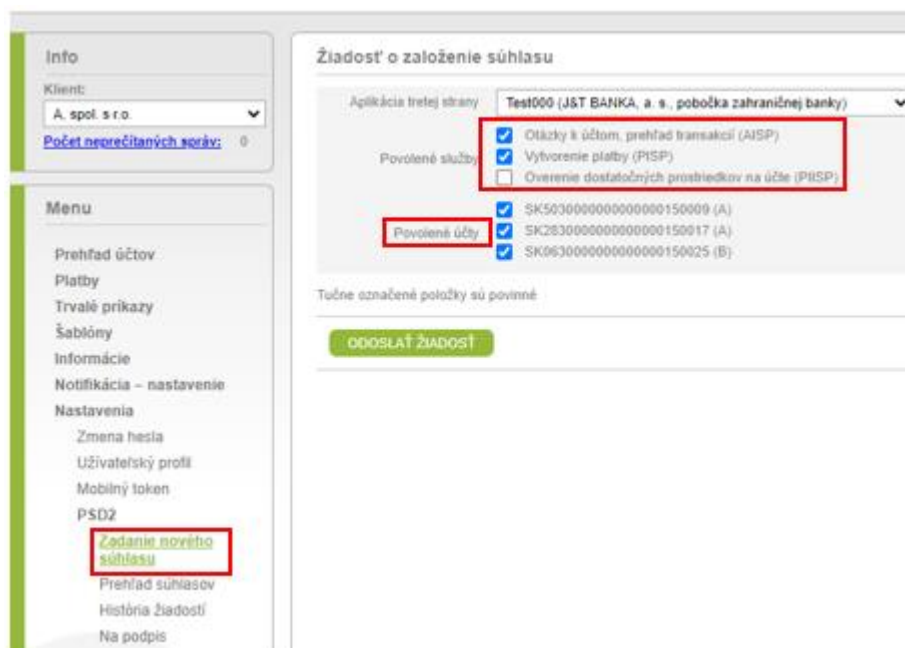 Info
Klient:
A. spol. s r.o.
Počet neprečítaných správ: 0
Menu
Prehľad účtov
Platby
Trvalé príkazy
Šablóny
Informácie
Notifikácia – nastavenie
Nastavenia
Zmena hesla
Užívateľský profil
Mobilný token
PSD2
Zadanie nového
súhlasu
Prehľad súhlasov
História žiadostí
Na podpis
Žiadosť o založenie súhlasu
Aplikácia tretej strany Test000 (J&T BANKA, a. s., pobočka zahraničnej banky)
Povolené služby
Otázky k účtom, prehľad transakcií (AISP)
Vytvorenie platby (PISP)
Overenie dostatočných prostriedkov na účte (PIISP)
Povolené účty
SK5030000000000000150009 (A)
SK2830000000000000150017 (A)
SK0630000000000000150025 (B)
Tučne označené položky sú povinné
ODOSLAŤ ŽIADOSŤ